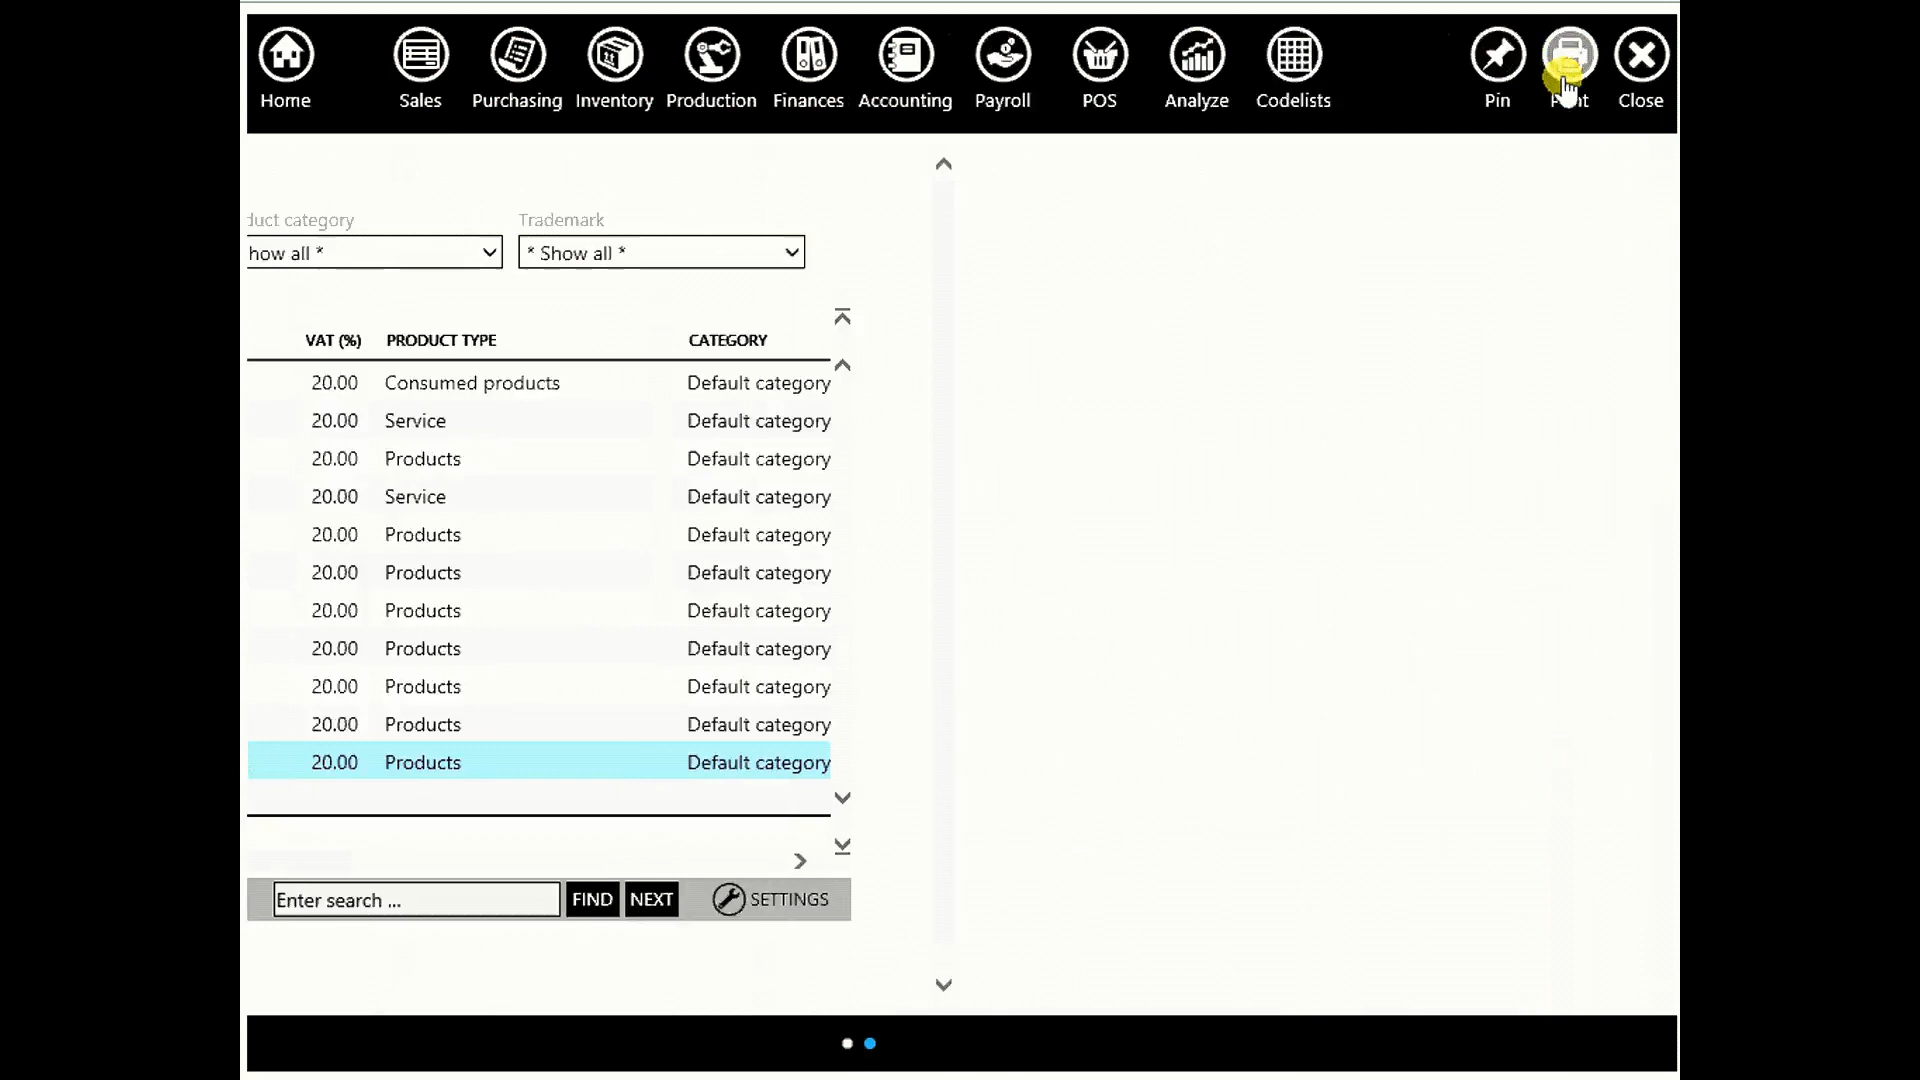 Home Sales Purchasing Inventory Production Finances Accounting Payroll POS Analyze Codelists Pin Close
duct category Trademark
how all * * Show all *
VAT (%) PRODUCT TYPE CATEGORY
20.00 Consumed products Default category
20.00 Service Default category
20.00 Products Default category
20.00 Service Default category
20.00 Products Default category
20.00 Products Default category
20.00 Products Default category
20.00 Products Default category
20.00 Products Default category
20.00 Products Default category
20.00 Products Default category
Enter search ... FIND NEXT SETTINGS